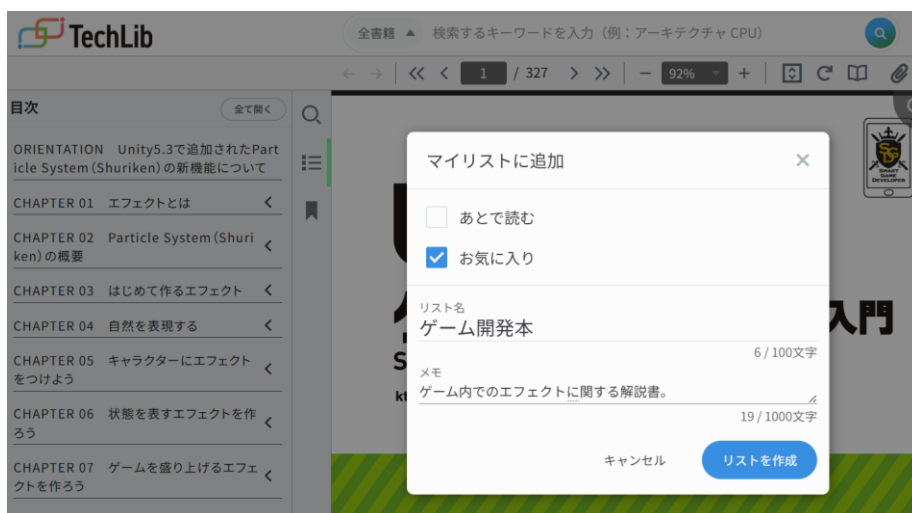 TechLib
全書籍 ▲ 検索するキーワードを入力（例：アーキテクチャ CPU）
1 / 327
92%
目次
全て開く
ORIENTATION Unity5.3で追加されたPart
icle System（Shuriken）の新機能について
CHAPTER 01 エフェクトとは
CHAPTER 02 Particle System（Shuri
ken）の概要
CHAPTER 03 はじめて作るエフェクト
CHAPTER 04 自然を表現する
CHAPTER 05 キャラクターにエフェクト
をつけよう
CHAPTER 06 状態を表すエフェクトを作
ろう
CHAPTER 07 ゲームを盛り上げるエフェ
クトを作ろう
マイリストに追加
あとで読む
お気に入り
リスト名
ゲーム開発本
6 / 100文字
メモ
ゲーム内でのエフェクトに関する解説書。
19 / 1000文字
キャンセル
リストを作成
入門
SMART
GAME
DEVELOPER